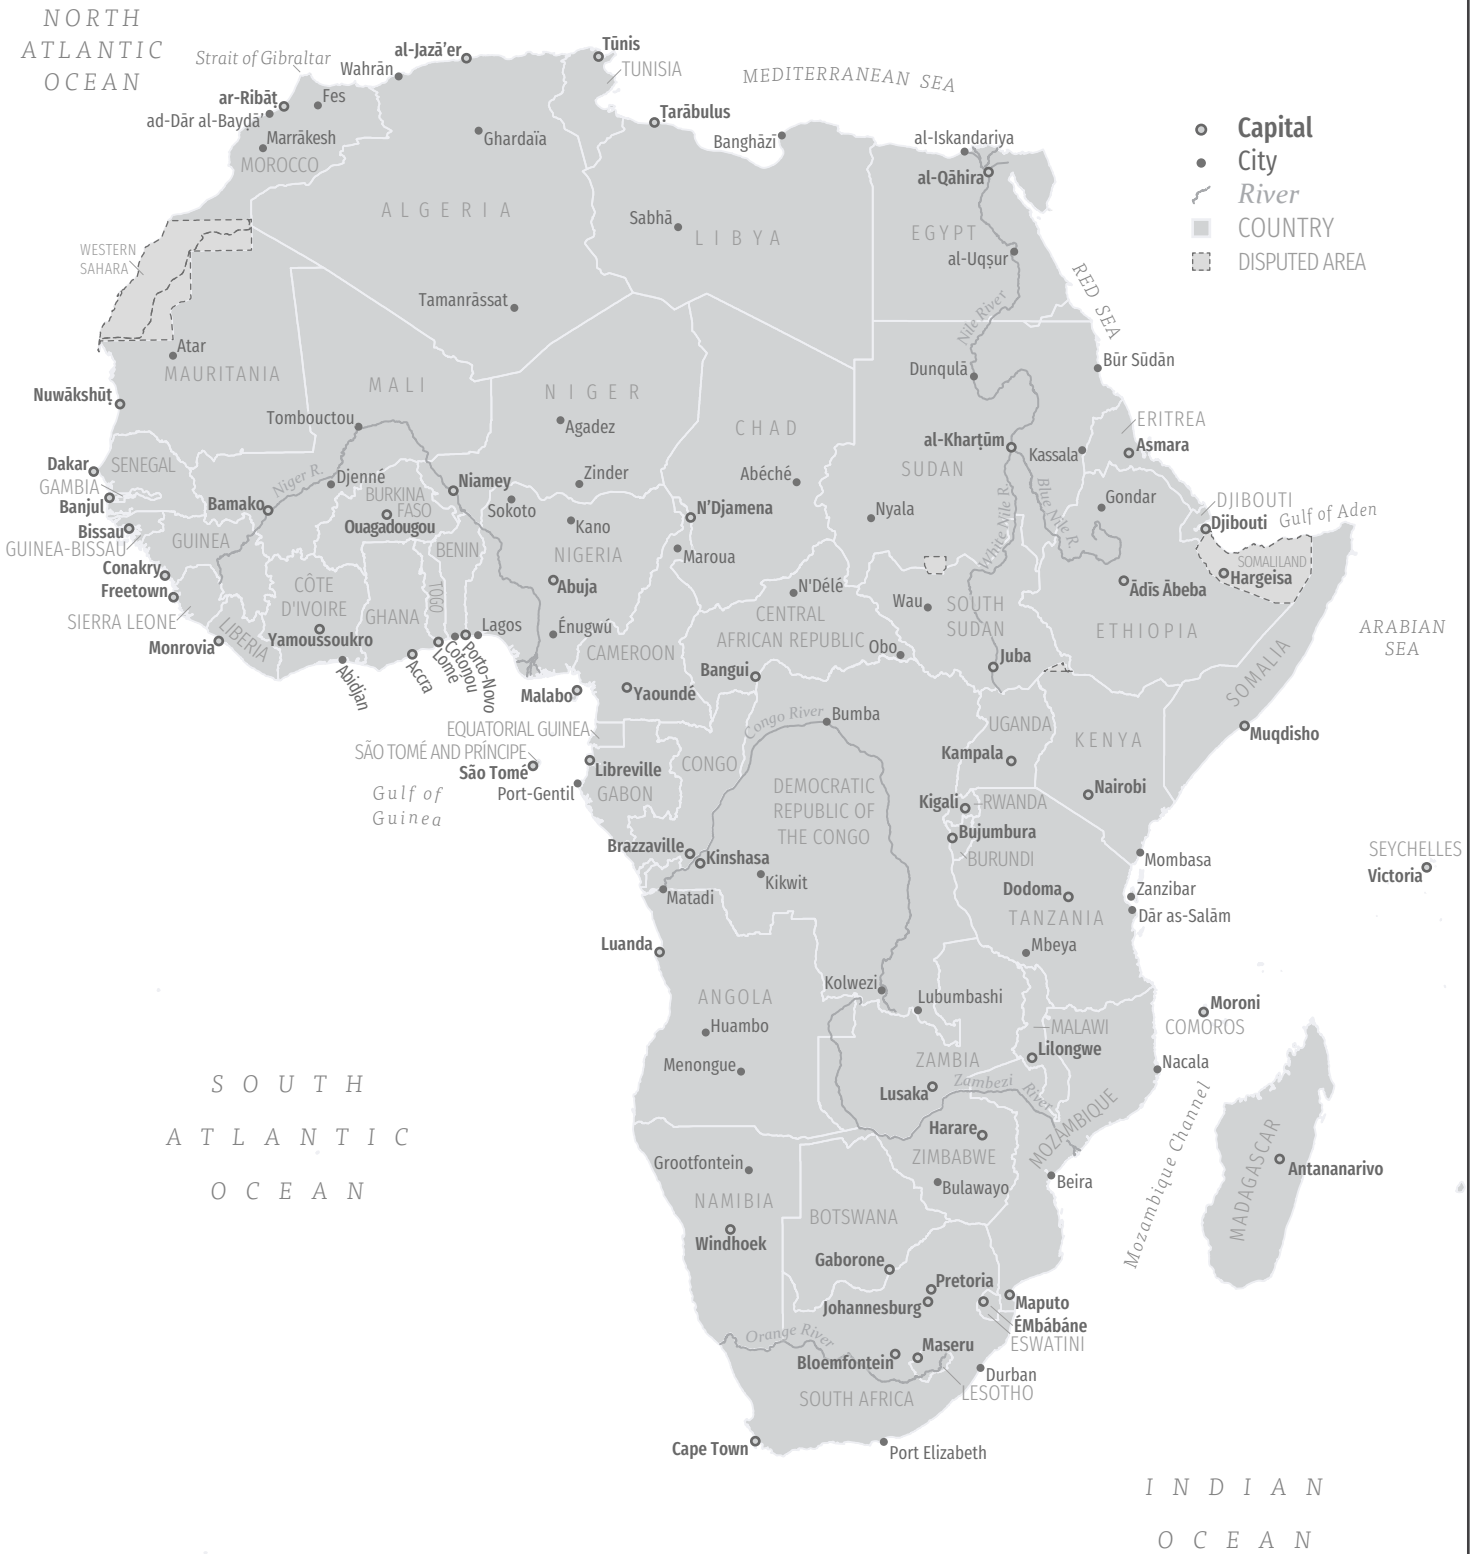 NORTH
ATLANTIC
OCEAN
Strait of Gibraltar
al-Jazā’er
Wahrān
Tūnis
TUNISIA
MEDITERRANEAN SEA
ar-Ribāṭ
Fes
ad-Dār al-Bayḍā'
Marrākesh
MOROCCO
Ghardaïa
Ṭarābulus
Banghāzī
al-Iskandariya
al-Qāhira
Capital
City
River
COUNTRY
DISPUTED AREA
ALGERIA
Sabhā
LIBYA
EGYPT
al-Uqṣur
WESTERN
SAHARA
RED SEA
Tamanrāssat
Nile River
Atar
MAURITANIA
MALI
NIGER
Dunqulā
Būr Sūdān
Nuwākshūṭ
Tombouctou
Agadez
CHAD
ERITREA
al-Kharṭūm
Kassala
Asmara
SUDAN
Dakar
SENEGAL
GAMBIA
Banjul
Niger R.
Djenné
Niamey
Zinder
Abéché
Bamako
BURKINA
FASO
Ouagadougou
Sokoto
N'Djamena
Nyala
Blue Nile R.
Gondar
DJIBOUTI
Djibouti
Gulf of Aden
Bissau
GUINEA-BISSAU
GUINEA
Kano
NIGERIA
BENIN
Maroua
White Nile R.
SOMALILAND
Hargeisa
Conakry
Freetown
CÔTE
D'IVOIRE
GHANA
TOGO
Abuja
N'Délé
CENTRAL
AFRICAN REPUBLIC
Wau
SOUTH
SUDAN
Ādīs Ābeba
ETHIOPIA
SIERRA LEONE
LIBERIA
Monrovia
Yamoussoukro
Abidjan
Accra
Lomé
Cotonou
Porto-Novo
Lagos
Énugwú
CAMEROON
Obo
Juba
ARABIAN
SEA
SOMALIA
Malabo
Yaoundé
Bangui
EQUATORIAL GUINEA
SÃO TOMÉ AND PRÍNCIPE
São Tomé
Congo River
Bumba
UGANDA
KENYA
Muqdisho
Kampala
Libreville
CONGO
Port-Gentil
GABON
Gulf of
Guinea
DEMOCRATIC
REPUBLIC OF
THE CONGO
Nairobi
Kigali
RWANDA
Bujumbura
BURUNDI
Brazzaville
Kinshasa
Kikwit
Matadi
Mombasa
SEYCHELLES
Victoria
Dodoma
Zanzibar
Dār as-Salām
TANZANIA
Luanda
Mbeya
Kolwezi
Lubumbashi
ANGOLA
Moroni
COMOROS
Huambo
MALAWI
Lilongwe
Menongue
ZAMBIA
Nacala
SOUTH
ATLANTIC
OCEAN
Lusaka
Zambezi
River
MOZAMBIQUE
Mozambique Channel
Harare
ZIMBABWE
MADAGASCAR
Antananarivo
Grootfontein
Bulawayo
Beira
NAMIBIA
BOTSWANA
Windhoek
Gaborone
Pretoria
Johannesburg
Maputo
ÉMbábáne
ESWATINI
Orange River
Maseru
Bloemfontein
Durban
SOUTH AFRICA
LESOTHO
Cape Town
Port Elizabeth
INDIAN
OCEAN